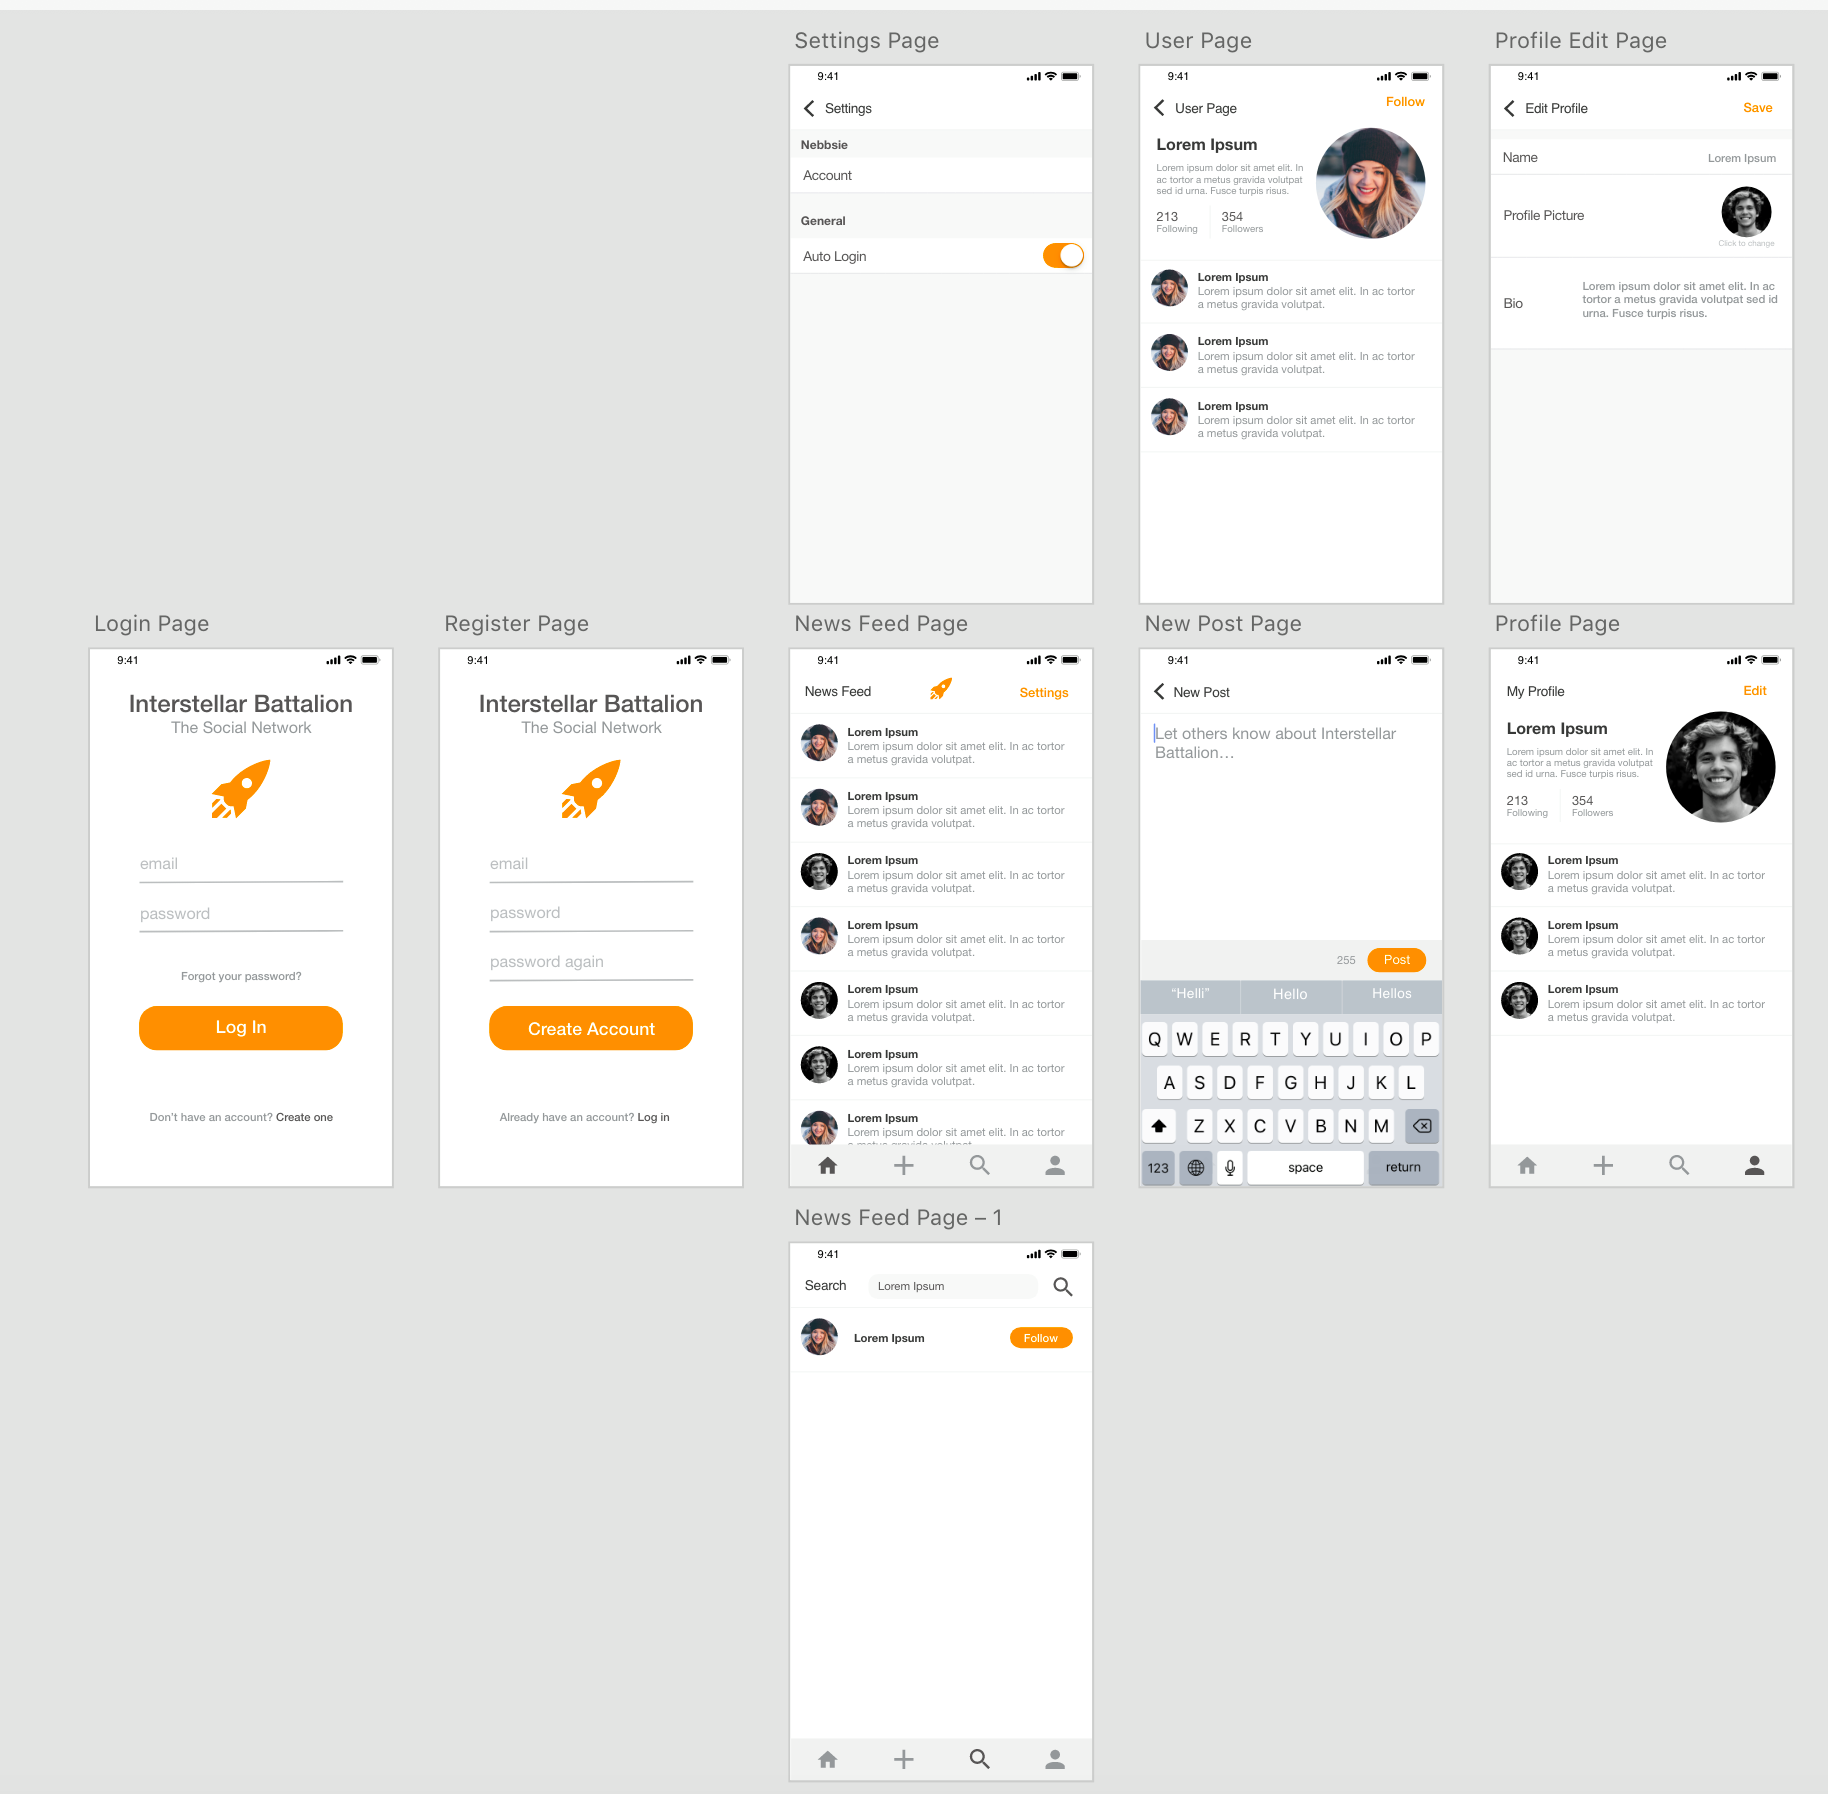 Settings Page
9:41
Settings
Nebbsie
Account
General
Auto Login
User Page
9:41
User Page
Follow
Lorem Ipsum
Lorem ipsum dolor sit amet elit. In
ac tortor a metus gravida volutpat
sed id urna. Fusce turpis risus.
213
Following
354
Followers
Lorem Ipsum
Lorem ipsum dolor sit amet elit. In ac tortor
a metus gravida volutpat.
Lorem Ipsum
Lorem ipsum dolor sit amet elit. In ac tortor
a metus gravida volutpat.
Lorem Ipsum
Lorem ipsum dolor sit amet elit. In ac tortor
a metus gravida volutpat.
Profile Edit Page
9:41
Edit Profile
Save
Name
Lorem Ipsum
Profile Picture
Click to change
Bio
Lorem ipsum dolor sit amet elit. In ac
tortor a metus gravida volutpat sed id
urna. Fusce turpis risus.
Login Page
9:41
Interstellar Battalion
The Social Network
email
password
Forgot your password?
Log In
Don't have an account? Create one
Register Page
9:41
Interstellar Battalion
The Social Network
email
password
password again
Create Account
Already have an account? Log in
News Feed Page
9:41
News Feed
Settings
Lorem Ipsum
Lorem ipsum dolor sit amet elit. In ac tortor
a metus gravida volutpat.
Lorem Ipsum
Lorem ipsum dolor sit amet elit. In ac tortor
a metus gravida volutpat.
Lorem Ipsum
Lorem ipsum dolor sit amet elit. In ac tortor
a metus gravida volutpat.
Lorem Ipsum
Lorem ipsum dolor sit amet elit. In ac tortor
a metus gravida volutpat.
Lorem Ipsum
Lorem ipsum dolor sit amet elit. In ac tortor
a metus gravida volutpat.
Lorem Ipsum
Lorem ipsum dolor sit amet elit. In ac tortor
a metus gravida volutpat.
Lorem Ipsum
Lorem ipsum dolor sit amet elit. In ac tortor
New Post Page
9:41
New Post
Let others know about Interstellar
Battalion...
255
Post
“Helli” Hello Hellos
Q W E R T Y U I O P
A S D F G H J K L
Z X C V B N M
123 space return
Profile Page
9:41
My Profile
Edit
Lorem Ipsum
Lorem ipsum dolor sit amet elit. In
ac tortor a metus gravida volutpat
sed id urna. Fusce turpis risus.
213
Following
354
Followers
Lorem Ipsum
Lorem ipsum dolor sit amet elit. In ac tortor
a metus gravida volutpat.
Lorem Ipsum
Lorem ipsum dolor sit amet elit. In ac tortor
a metus gravida volutpat.
Lorem Ipsum
Lorem ipsum dolor sit amet elit. In ac tortor
a metus gravida volutpat.
News Feed Page – 1
9:41
Search
Lorem Ipsum
Lorem Ipsum
Follow